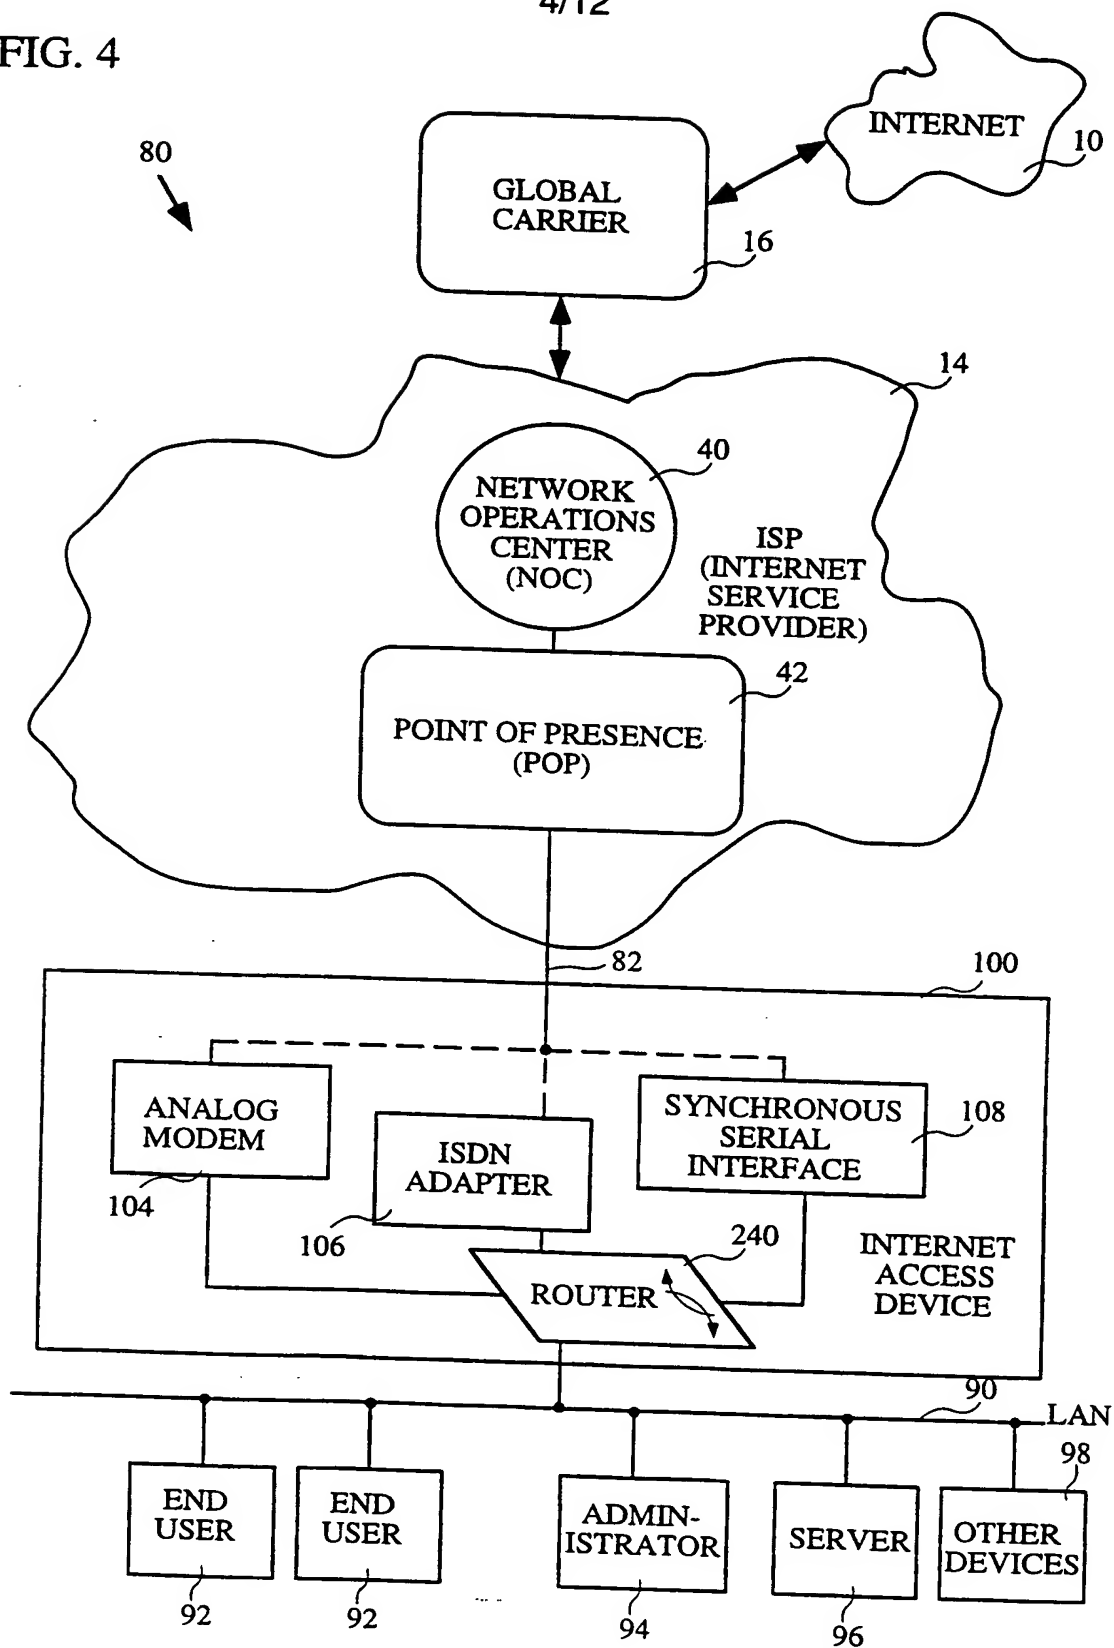 4/12
FIG. 4
INTERNET
10
80
GLOBAL
CARRIER
16
14
40
NETWORK
OPERATIONS
CENTER
(NOC)
ISP
(INTERNET
SERVICE
PROVIDER)
42
POINT OF PRESENCE
(POP)
82
100
ANALOG
MODEM
104
ISDN
ADAPTER
106
SYNCHRONOUS
SERIAL
INTERFACE
108
240
ROUTER
INTERNET
ACCESS
DEVICE
90
LAN
98
END
USER
92
END
USER
92
ADMIN-
ISTRATOR
94
SERVER
96
OTHER
DEVICES